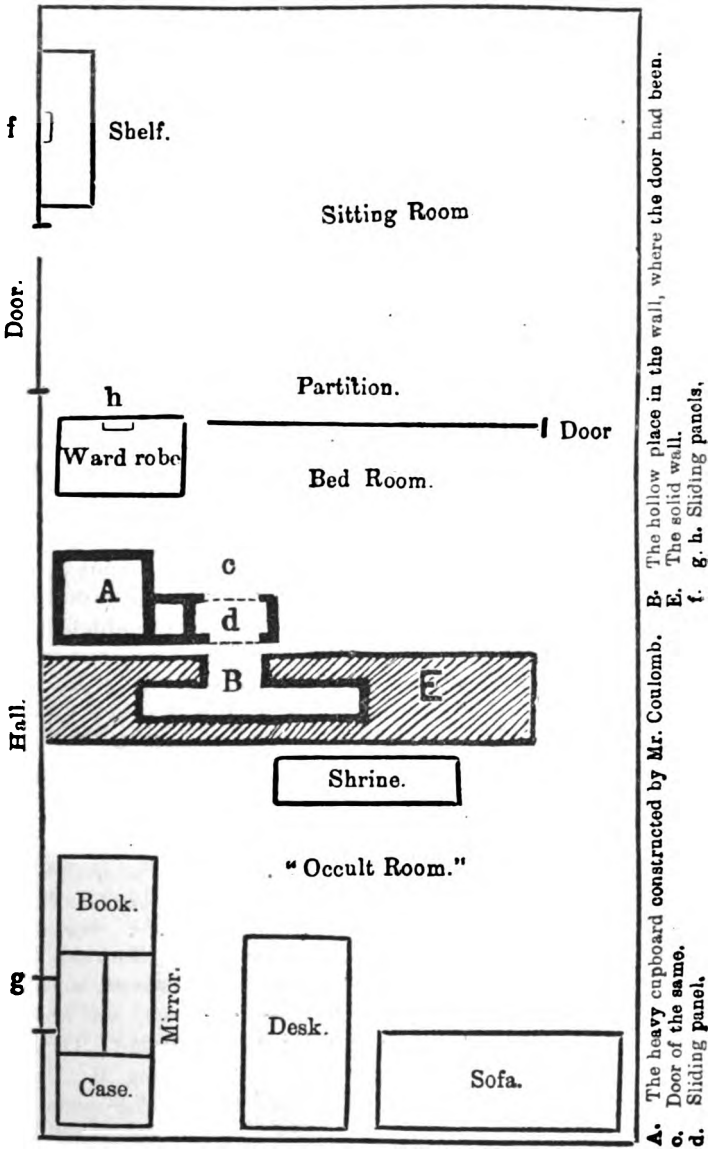 f
Shelf.
Sitting Room
Door.
Partition.
h
Ward robe
Door
Bed Room.
c
A
d
B
E
Hall.
Shrine.
"Occult Room."
Book.
g
Mirror.
Desk.
Case.
Sofa.
A. The heavy cupboard constructed by Mr. Coulomb.
c. Door of the same.
d. Sliding panel.
B. The hollow place in the wall, where the door had been.
E. The solid wall.
f. g. h. Sliding panols,